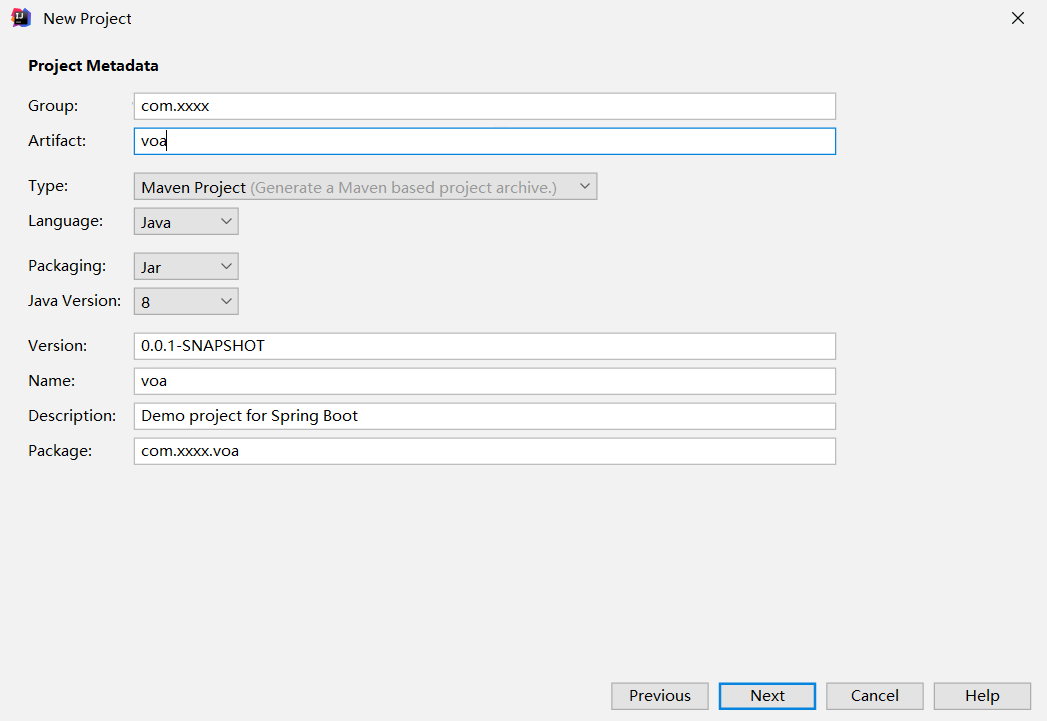 New Project
Project Metadata
Group: com.xxxx
Artifact: voa
Type: Maven Project (Generate a Maven based project archive.)
Language: Java
Packaging: Jar
Java Version: 8
Version: 0.0.1-SNAPSHOT
Name: voa
Description: Demo project for Spring Boot
Package: com.xxxx.voa
Previous Next Cancel Help